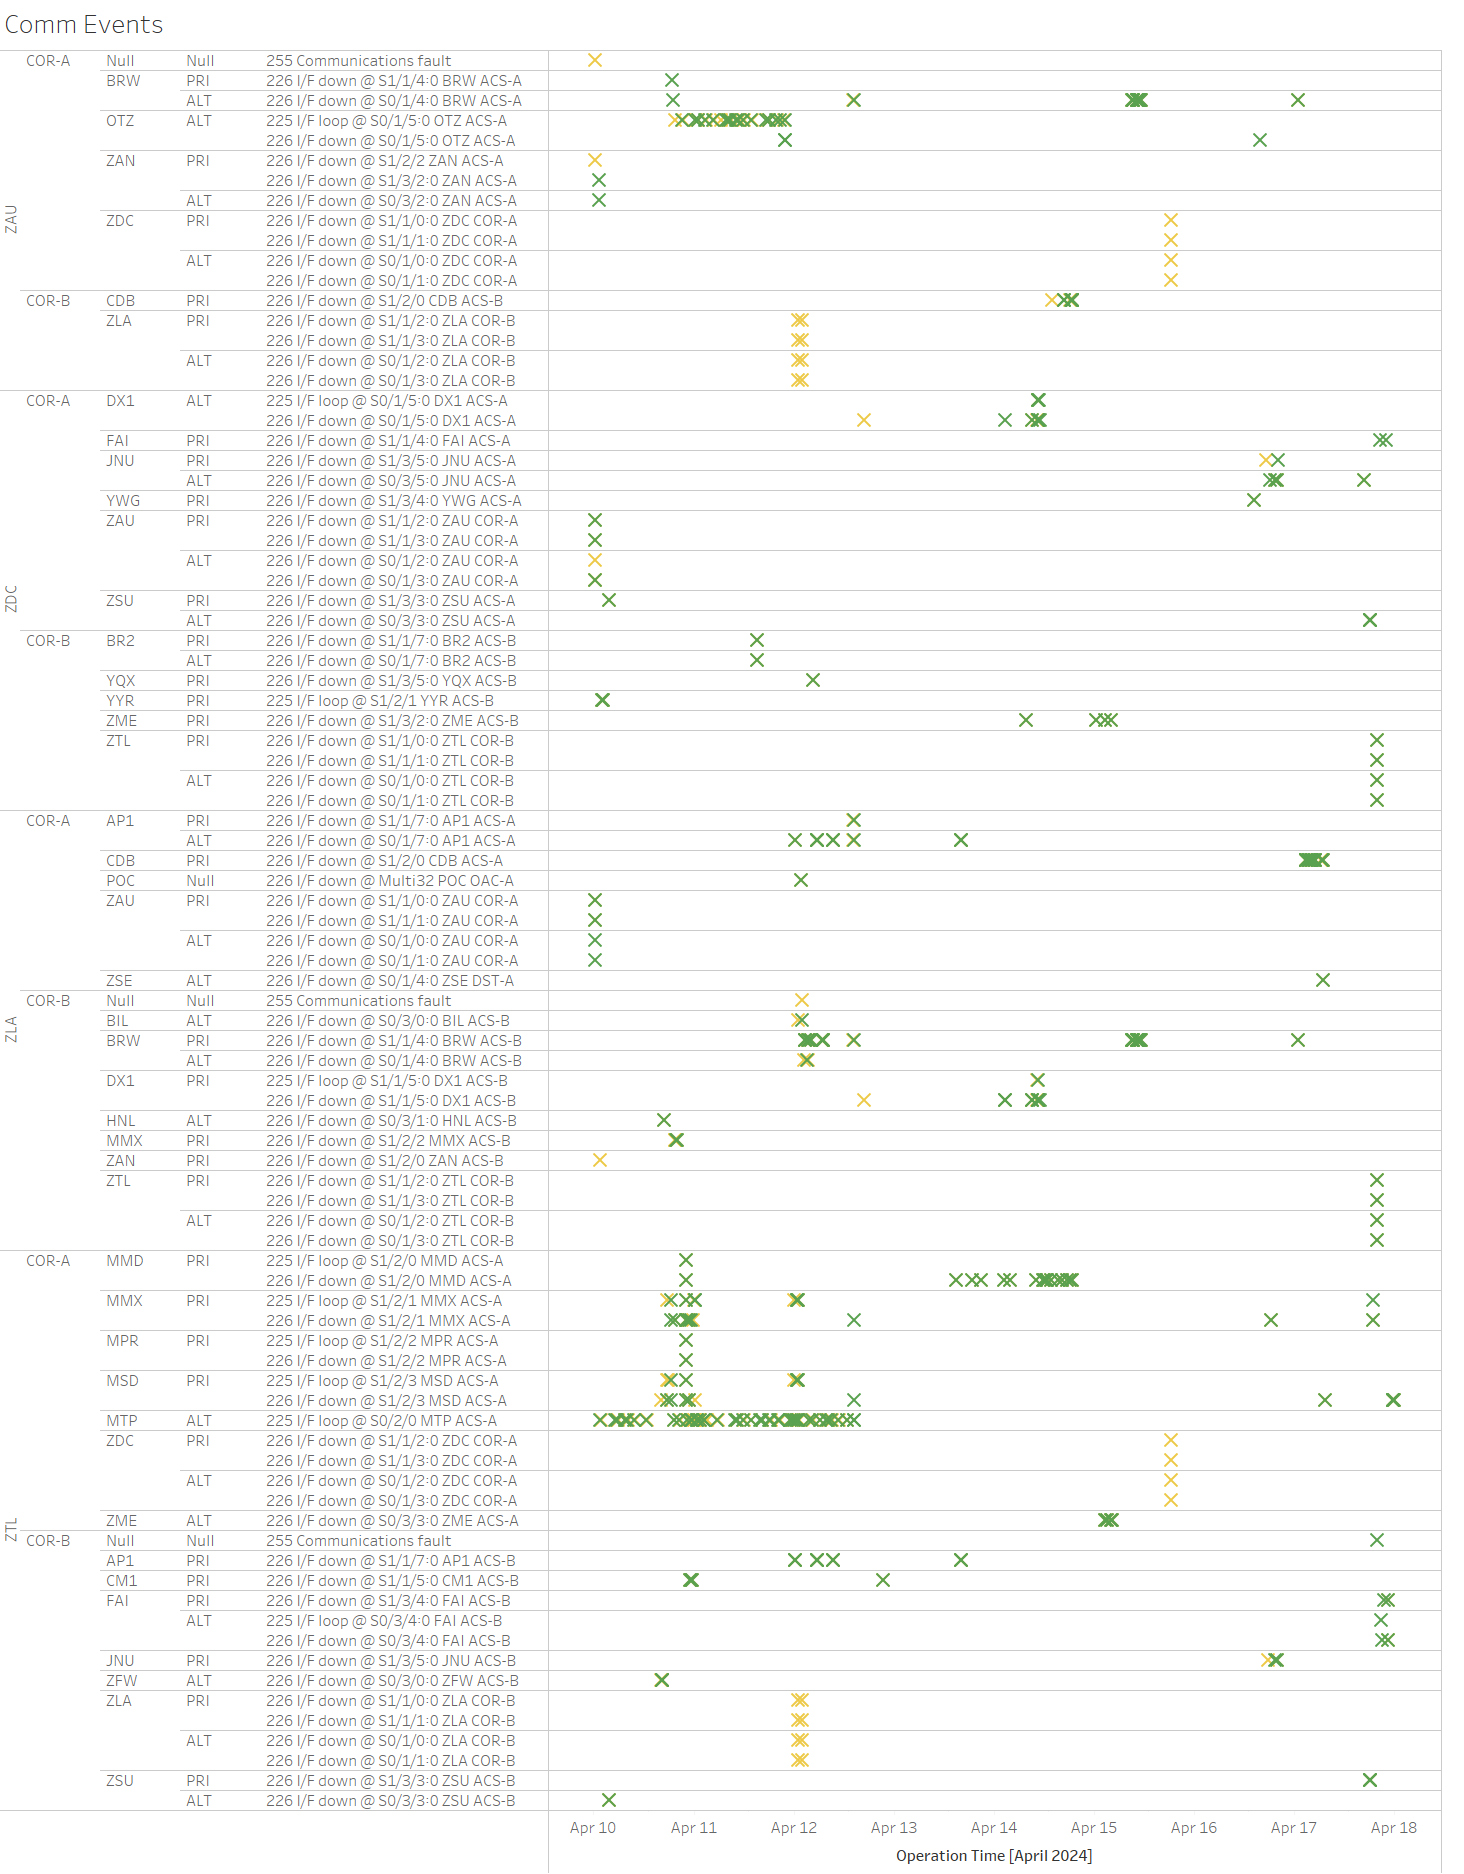 Comm Events
ZAU
COR-A Null Null 255 Communications fault
BRW PRI 226 I/F down @ S1/1/4:0 BRW ACS-A
ALT 226 I/F down @ S0/1/4:0 BRW ACS-A
OTZ ALT 225 I/F loop @ S0/1/5:0 OTZ ACS-A
226 I/F down @ S0/1/5:0 OTZ ACS-A
ZAN PRI 226 I/F down @ S1/2/2 ZAN ACS-A
226 I/F down @ S1/3/2:0 ZAN ACS-A
ALT 226 I/F down @ S0/3/2:0 ZAN ACS-A
ZDC PRI 226 I/F down @ S1/1/0:0 ZDC COR-A
226 I/F down @ S1/1/1:0 ZDC COR-A
ALT 226 I/F down @ S0/1/0:0 ZDC COR-A
226 I/F down @ S0/1/1:0 ZDC COR-A
COR-B CDB PRI 226 I/F down @ S1/2/0 CDB ACS-B
ZLA PRI 226 I/F down @ S1/1/2:0 ZLA COR-B
226 I/F down @ S1/1/3:0 ZLA COR-B
ALT 226 I/F down @ S0/1/2:0 ZLA COR-B
226 I/F down @ S0/1/3:0 ZLA COR-B
ZDC
COR-A DX1 ALT 225 I/F loop @ S0/1/5:0 DX1 ACS-A
226 I/F down @ S0/1/5:0 DX1 ACS-A
FAI PRI 226 I/F down @ S1/1/4:0 FAI ACS-A
JNU PRI 226 I/F down @ S1/3/5:0 JNU ACS-A
ALT 226 I/F down @ S0/3/5:0 JNU ACS-A
YWG PRI 226 I/F down @ S1/3/4:0 YWG ACS-A
ZAU PRI 226 I/F down @ S1/1/2:0 ZAU COR-A
226 I/F down @ S1/1/3:0 ZAU COR-A
ALT 226 I/F down @ S0/1/2:0 ZAU COR-A
226 I/F down @ S0/1/3:0 ZAU COR-A
ZSU PRI 226 I/F down @ S1/3/3:0 ZSU ACS-A
ALT 226 I/F down @ S0/3/3:0 ZSU ACS-A
COR-B BR2 PRI 226 I/F down @ S1/1/7:0 BR2 ACS-B
ALT 226 I/F down @ S0/1/7:0 BR2 ACS-B
YQX PRI 226 I/F down @ S1/3/5:0 YQX ACS-B
YYR PRI 225 I/F loop @ S1/2/1 YYR ACS-B
ZME PRI 226 I/F down @ S1/3/2:0 ZME ACS-B
ZTL PRI 226 I/F down @ S1/1/0:0 ZTL COR-B
226 I/F down @ S1/1/1:0 ZTL COR-B
ALT 226 I/F down @ S0/1/0:0 ZTL COR-B
226 I/F down @ S0/1/1:0 ZTL COR-B
ZLA
COR-A AP1 PRI 226 I/F down @ S1/1/7:0 AP1 ACS-A
ALT 226 I/F down @ S0/1/7:0 AP1 ACS-A
CDB PRI 226 I/F down @ S1/2/0 CDB ACS-A
POC Null 226 I/F down @ Multi32 POC OAC-A
ZAU PRI 226 I/F down @ S1/1/0:0 ZAU COR-A
226 I/F down @ S1/1/1:0 ZAU COR-A
ALT 226 I/F down @ S0/1/0:0 ZAU COR-A
226 I/F down @ S0/1/1:0 ZAU COR-A
ZSE ALT 226 I/F down @ S0/1/4:0 ZSE DST-A
COR-B Null Null 255 Communications fault
BIL ALT 226 I/F down @ S0/3/0:0 BIL ACS-B
BRW PRI 226 I/F down @ S1/1/4:0 BRW ACS-B
ALT 226 I/F down @ S0/1/4:0 BRW ACS-B
DX1 PRI 225 I/F loop @ S1/1/5:0 DX1 ACS-B
226 I/F down @ S1/1/5:0 DX1 ACS-B
HNL ALT 226 I/F down @ S0/3/1:0 HNL ACS-B
MMX PRI 226 I/F down @ S1/2/2 MMX ACS-B
ZAN PRI 226 I/F down @ S1/2/0 ZAN ACS-B
ZTL PRI 226 I/F down @ S1/1/2:0 ZTL COR-B
226 I/F down @ S1/1/3:0 ZTL COR-B
ALT 226 I/F down @ S0/1/2:0 ZTL COR-B
226 I/F down @ S0/1/3:0 ZTL COR-B
ZTL
COR-A MMD PRI 225 I/F loop @ S1/2/0 MMD ACS-A
226 I/F down @ S1/2/0 MMD ACS-A
MMX PRI 225 I/F loop @ S1/2/1 MMX ACS-A
226 I/F down @ S1/2/1 MMX ACS-A
MPR PRI 225 I/F loop @ S1/2/2 MPR ACS-A
226 I/F down @ S1/2/2 MPR ACS-A
MSD PRI 225 I/F loop @ S1/2/3 MSD ACS-A
226 I/F down @ S1/2/3 MSD ACS-A
MTP ALT 225 I/F loop @ S0/2/0 MTP ACS-A
ZDC PRI 226 I/F down @ S1/1/2:0 ZDC COR-A
226 I/F down @ S1/1/3:0 ZDC COR-A
ALT 226 I/F down @ S0/1/2:0 ZDC COR-A
226 I/F down @ S0/1/3:0 ZDC COR-A
ZME ALT 226 I/F down @ S0/3/3:0 ZME ACS-A
COR-B Null Null 255 Communications fault
AP1 PRI 226 I/F down @ S1/1/7:0 AP1 ACS-B
CM1 PRI 226 I/F down @ S1/1/5:0 CM1 ACS-B
FAI PRI 226 I/F down @ S1/3/4:0 FAI ACS-B
ALT 225 I/F loop @ S0/3/4:0 FAI ACS-B
226 I/F down @ S0/3/4:0 FAI ACS-B
JNU PRI 226 I/F down @ S1/3/5:0 JNU ACS-B
ZFW ALT 226 I/F down @ S0/3/0:0 ZFW ACS-B
ZLA PRI 226 I/F down @ S1/1/0:0 ZLA COR-B
226 I/F down @ S1/1/1:0 ZLA COR-B
ALT 226 I/F down @ S0/1/0:0 ZLA COR-B
226 I/F down @ S0/1/1:0 ZLA COR-B
ZSU PRI 226 I/F down @ S1/3/3:0 ZSU ACS-B
ALT 226 I/F down @ S0/3/3:0 ZSU ACS-B
Apr 10 Apr 11 Apr 12 Apr 13 Apr 14 Apr 15 Apr 16 Apr 17 Apr 18
Operation Time [April 2024]